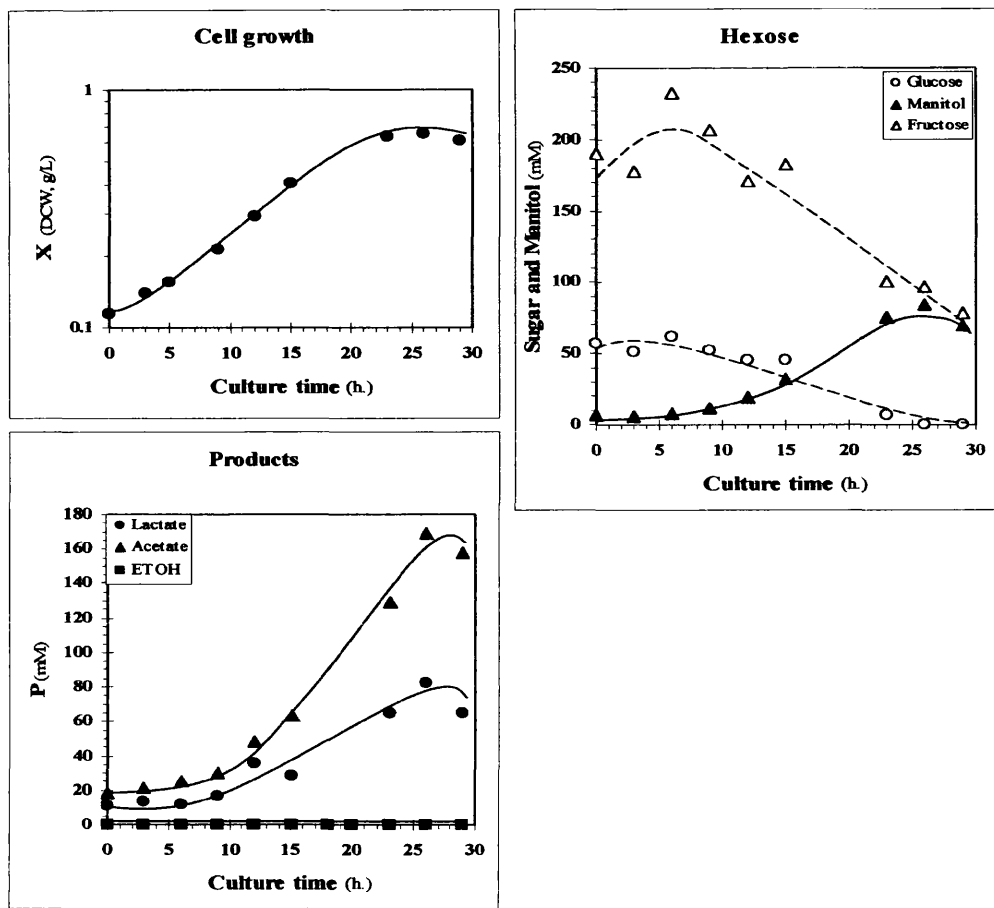 Cell growth
1
X (DCW, g/L)
0.1
0 5 10 15 20 25 30
Culture time (h.)
Hexose
250
200
150
100
50
0
Sugar and Manitol (mM)
Glucose
Manitol
Fructose
0 5 10 15 20 25 30
Culture time (h.)
Products
180
160
140
120
100
80
60
40
20
0
P (mM)
Lactate
Acetate
ETOH
0 5 10 15 20 25 30
Culture time (h.)